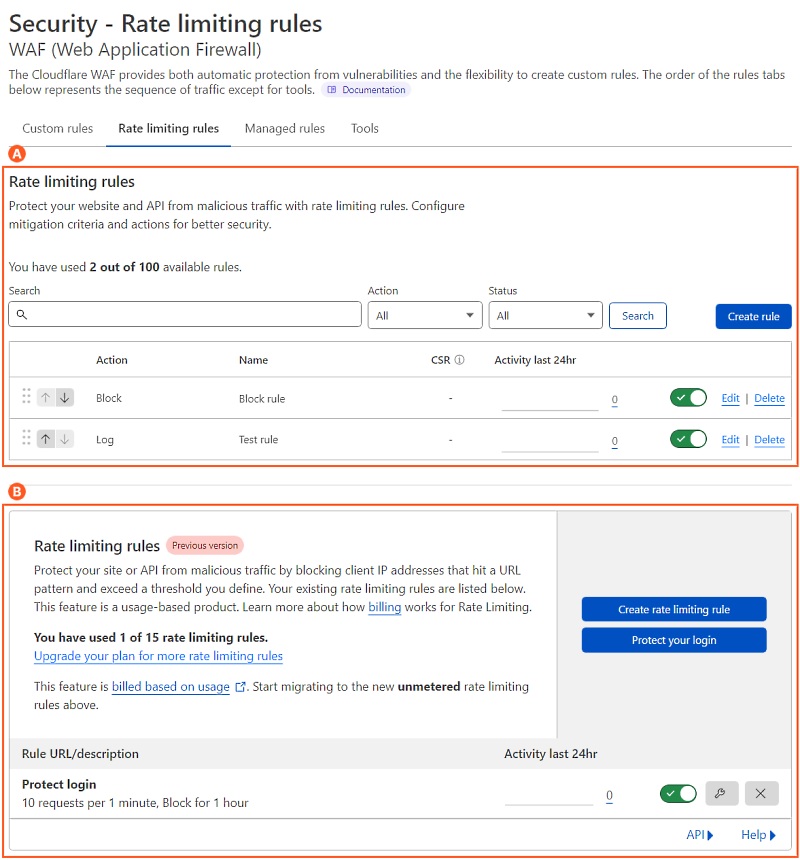 Security - Rate limiting rules
WAF (Web Application Firewall)
The Cloudflare WAF provides both automatic protection from vulnerabilities and the flexibility to create custom rules. The order of the rules tabs
below represents the sequence of traffic except for tools. Documentation
Custom rules Rate limiting rules Managed rules Tools
A
Rate limiting rules
Protect your website and API from malicious traffic with rate limiting rules. Configure
mitigation criteria and actions for better security.
You have used 2 out of 100 available rules.
Search Action Status
All All Search Create rule
Action Name CSR Activity last 24hr
Block Block rule - 0 Edit | Delete
Log Test rule - 0 Edit | Delete
B
Rate limiting rules Previous version
Protect your site or API from malicious traffic by blocking client IP addresses that hit a URL
pattern and exceed a threshold you define. Your existing rate limiting rules are listed below.
This feature is a usage-based product. Learn more about how billing works for Rate Limiting.
You have used 1 of 15 rate limiting rules.
Upgrade your plan for more rate limiting rules
This feature is billed based on usage. Start migrating to the new unmetered rate limiting
rules above.
Create rate limiting rule
Protect your login
Rule URL/description Activity last 24hr
Protect login
10 requests per 1 minute, Block for 1 hour 0
API Help